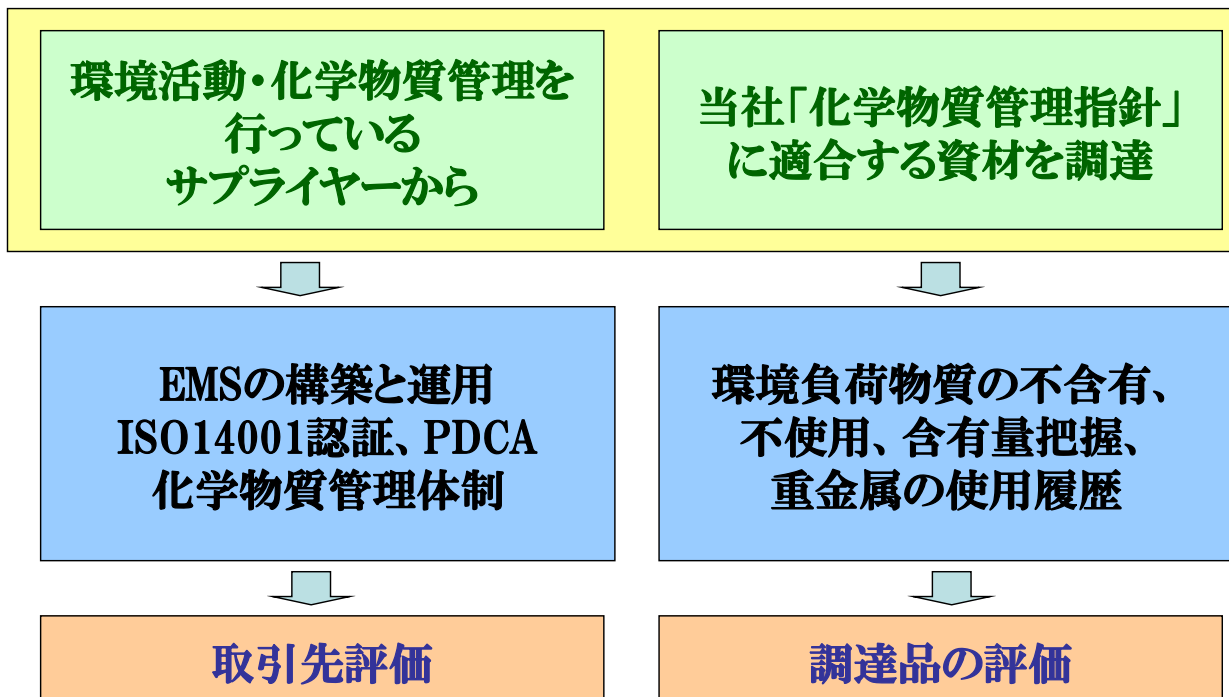 環境活動・化学物質管理を
行っている
サプライヤーから
当社「化学物質管理指針」
に適合する資材を調達
EMSの構築と運用
ISO14001認証、PDCA
化学物質管理体制
環境負荷物質の不含有、
不使用、含有量把握、
重金属の使用履歴
取引先評価
調達品の評価